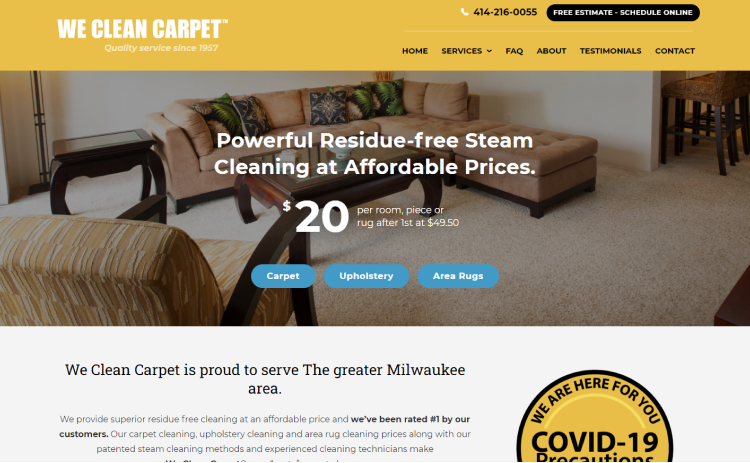 WE CLEAN CARPET™
Quality service since 1957
414-216-0055
FREE ESTIMATE - SCHEDULE ONLINE
HOME SERVICES FAQ ABOUT TESTIMONIALS CONTACT
Powerful Residue-free Steam
Cleaning at Affordable Prices.
$20
per room, piece or
rug after 1st at $49.50
Carpet Upholstery Area Rugs
We Clean Carpet is proud to serve The greater Milwaukee
area.
We provide superior residue free cleaning at an affordable price and we've been rated #1 by our
customers. Our carpet cleaning, upholstery cleaning and area rug cleaning prices along with our
patented steam cleaning methods and experienced cleaning technicians make
We Clean Carpet
WE ARE HERE FOR YOU
COVID-19
Precautions